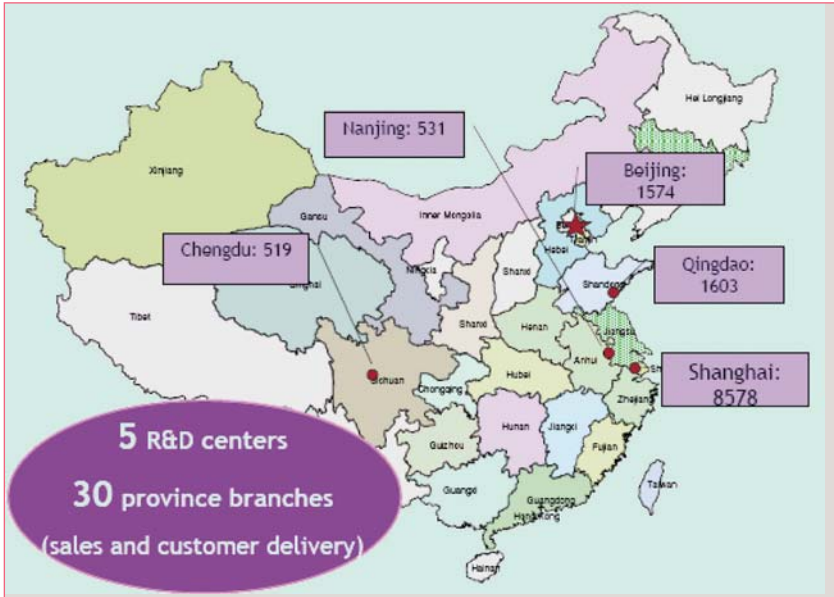 Hei Longjiang
Nanjing: 531
Beijing:
1574
Xinjiang
Gansu
Inner Mongolia
Chengdu: 519
Hebei
Qingdao:
1603
Ningxia
Shanxi
Shandong
Tibet
Shanxi
Henan
Jiangsu
Anhui
Shanghai:
8578
Sichuan
Chongqing
Hubei
Zhejiang
5 R&D centers
Guizhou
Hunan
Jiangxi
Fujian
30 province branches
Guangxi
Guangdong
Hong Kong
Taiwan
(sales and customer delivery)
Hainan